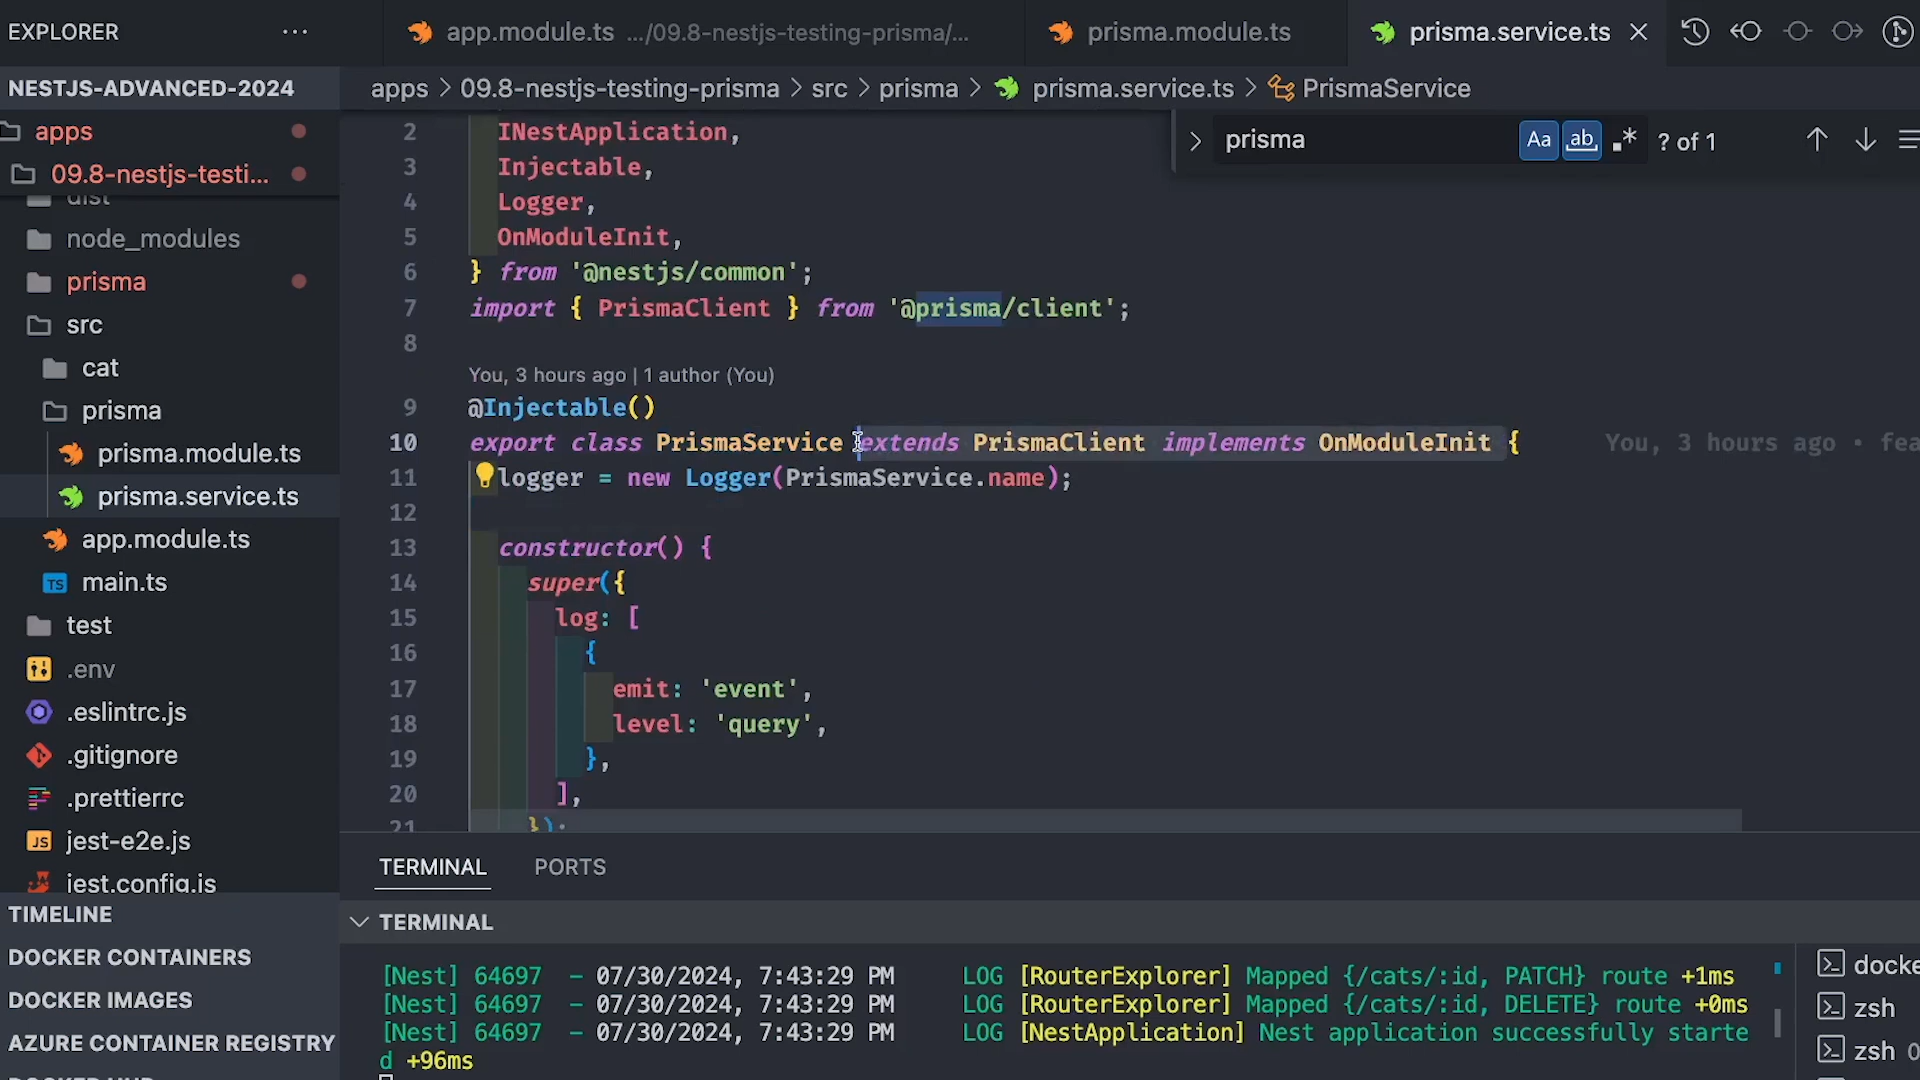 EXPLORER
NESTJS-ADVANCED-2024
apps
09.8-nestjs-testi...
dist
node_modules
prisma
src
cat
prisma
prisma.module.ts
prisma.service.ts
app.module.ts
main.ts
test
.env
.eslintrc.js
.gitignore
.prettierrc
jest-e2e.js
jest.config.js
TIMELINE
DOCKER CONTAINERS
DOCKER IMAGES
AZURE CONTAINER REGISTRY
app.module.ts .../09.8-nestjs-testing-prisma/...
prisma.module.ts
prisma.service.ts
apps > 09.8-nestjs-testing-prisma > src > prisma > prisma.service.ts > PrismaService
prisma Aa ab .* ? of 1
2 INestApplication,
3 Injectable,
4 Logger,
5 OnModuleInit,
6 } from '@nestjs/common';
7 import { PrismaClient } from '@prisma/client';
8
You, 3 hours ago | 1 author (You)
9 @Injectable()
10 export class PrismaService extends PrismaClient implements OnModuleInit { You, 3 hours ago • fea
11 logger = new Logger(PrismaService.name);
12
13 constructor() {
14 super({
15 log: [
16 {
17 emit: 'event',
18 level: 'query',
19 },
20 ],
21 });
TERMINAL PORTS
TERMINAL
[Nest] 64697 - 07/30/2024, 7:43:29 PM LOG [RouterExplorer] Mapped {/cats/:id, PATCH} route +1ms
[Nest] 64697 - 07/30/2024, 7:43:29 PM LOG [RouterExplorer] Mapped {/cats/:id, DELETE} route +0ms
[Nest] 64697 - 07/30/2024, 7:43:29 PM LOG [NestApplication] Nest application successfully starte
d +96ms
docke
zsh
zsh